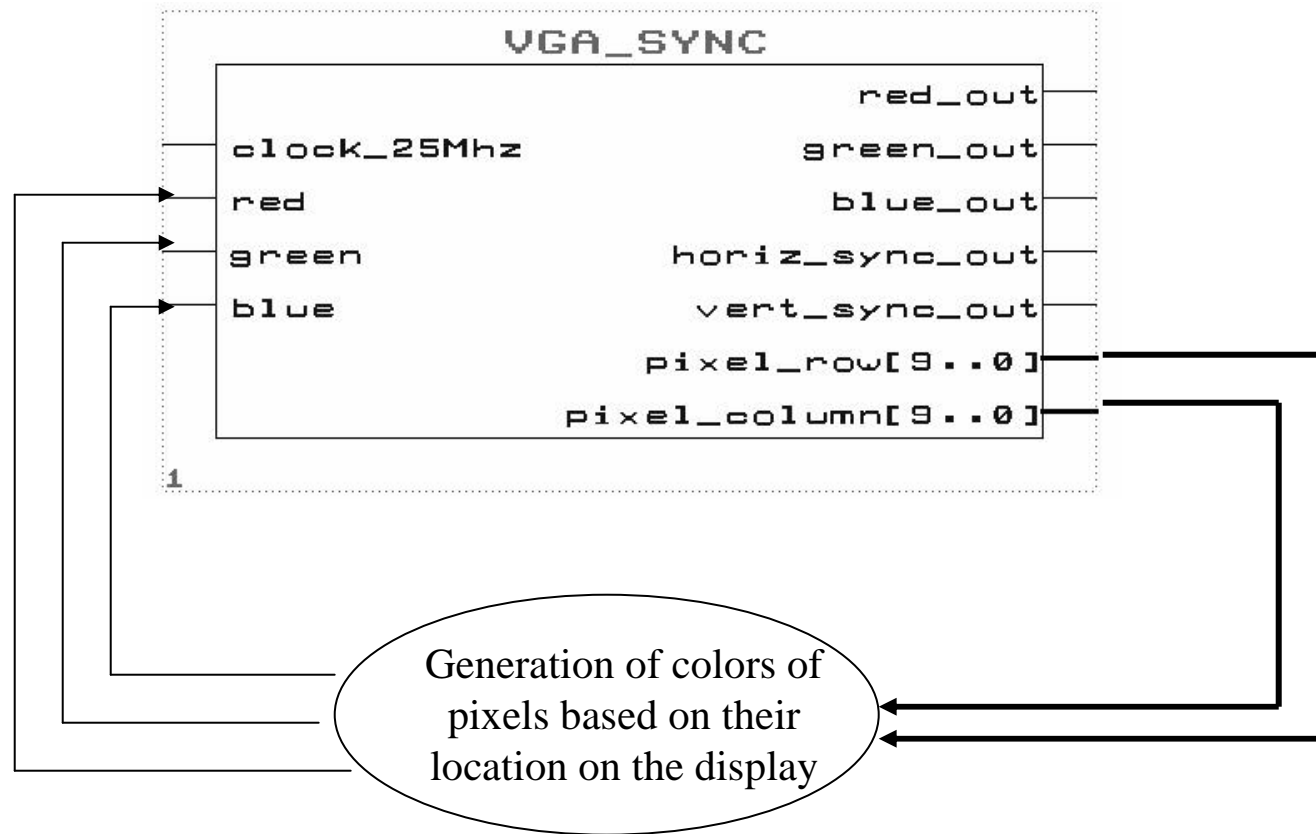 VGA_SYNC
red_out
clock_25Mhz
green_out
red
blue_out
green
horiz_sync_out
blue
vert_sync_out
pixel_row[9..0]
pixel_column[9..0]
1
Generation of colors of
pixels based on their
location on the display